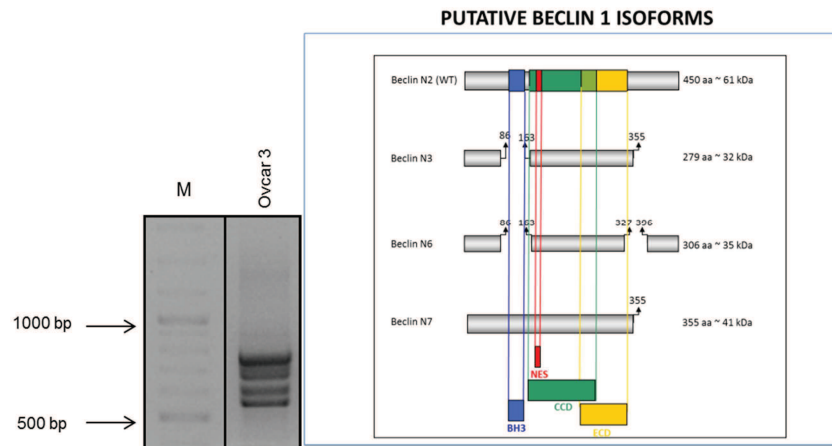 PUTATIVE BECLIN 1 ISOFORMS
M
Ovcar 3
1000 bp
500 bp
Beclin N2 (WT)
450 aa ~ 61 kDa
86
163
355
Beclin N3
279 aa ~ 32 kDa
86
163
327
396
Beclin N6
306 aa ~ 35 kDa
355
Beclin N7
355 aa ~ 41 kDa
NES
CCD
BH3
ECD